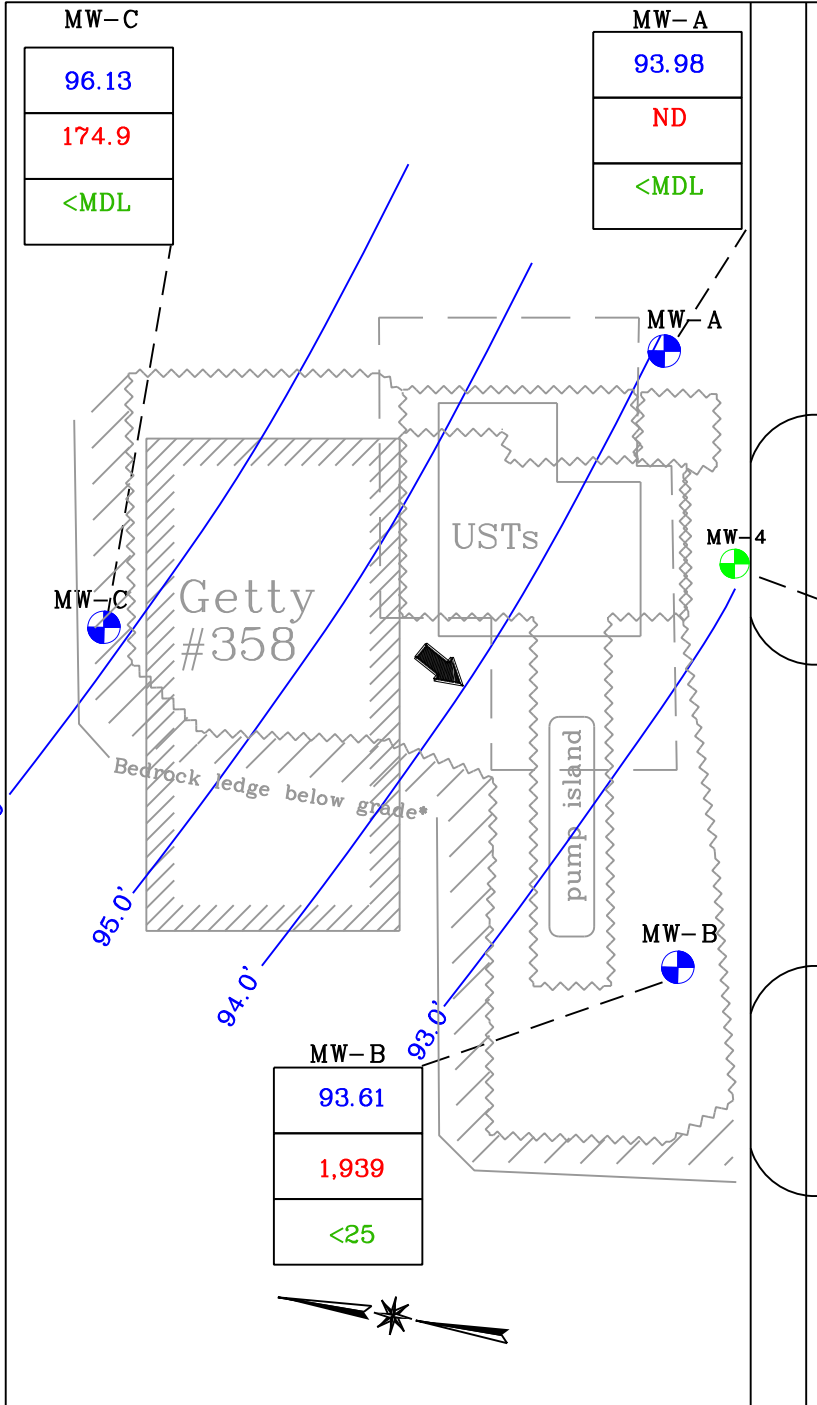 MW-C
96.13
174.9
<MDL
MW-A
93.98
ND
<MDL
MW-A
USTs
MW-4
Getty
#358
MW-C
Bedrock ledge below grade*
pump island
95.0'
94.0'
93.0'
MW-B
MW-B
93.61
1,939
<25